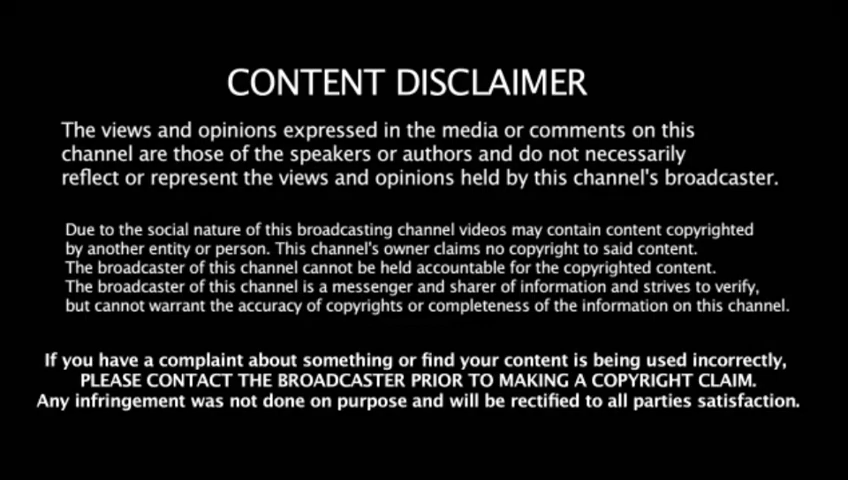 CONTENT DISCLAIMER
The views and opinions expressed in the media or comments on this
channel are those of the speakers or authors and do not necessarily
reflect or represent the views and opinions held by this channel's broadcaster.
Due to the social nature of this broadcasting channel videos may contain content copyrighted
by another entity or person. This channel's owner claims no copyright to said content.
The broadcaster of this channel cannot be held accountable for the copyrighted content.
The broadcaster of this channel is a messenger and sharer of information and strives to verify,
but cannot warrant the accuracy of copyrights or completeness of the information on this channel.
If you have a complaint about something or find your content is being used incorrectly,
PLEASE CONTACT THE BROADCASTER PRIOR TO MAKING A COPYRIGHT CLAIM.
Any infringement was not done on purpose and will be rectified to all parties satisfaction.